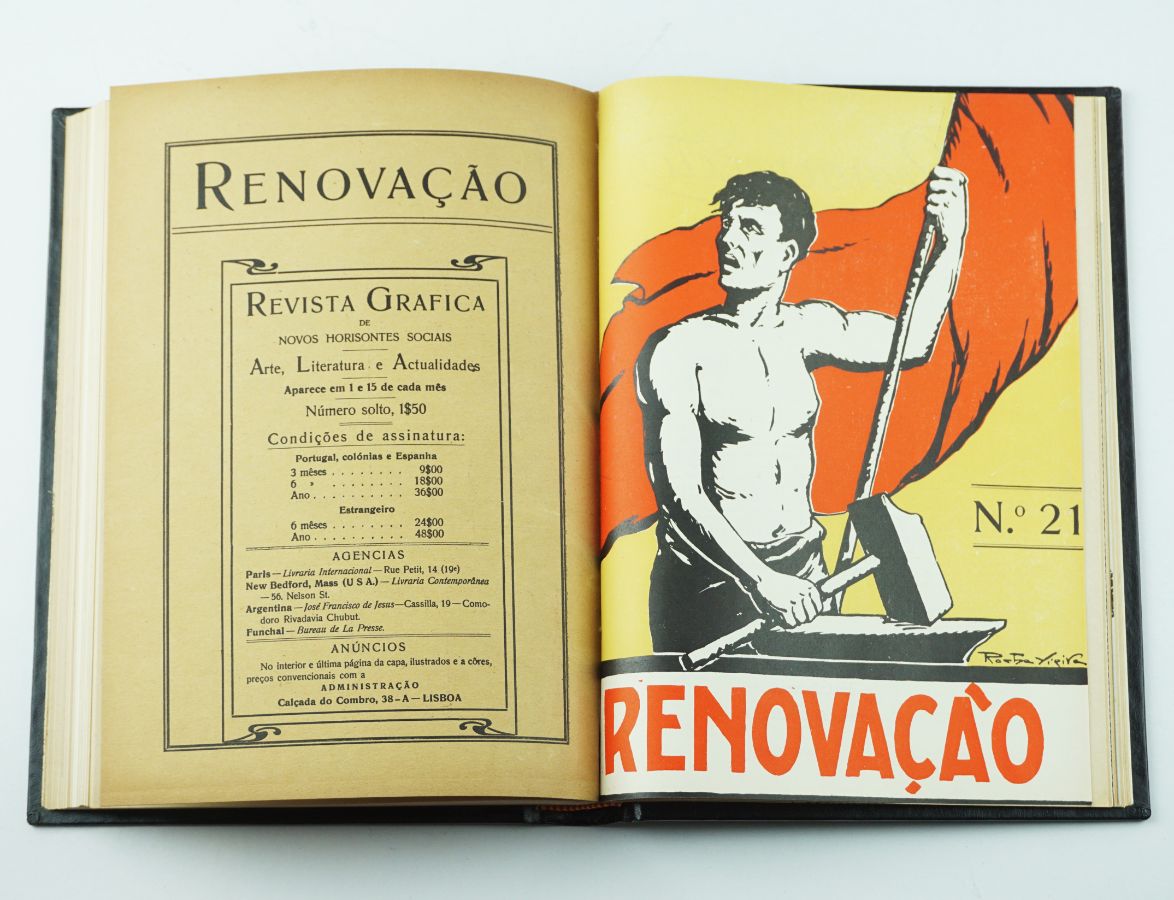 RENOVAÇÃO
REVISTA GRAFICA
DE
NOVOS HORISONTES SOCIAIS
Arte, Literatura e Actualidades
Aparece em 1 e 15 de cada mês
Número solto, 1$50
Condições de assinatura:
Portugal, colónias e Espanha
3 mêses . . . . . . . . 9$00
6 » . . . . . . . . 18$00
Ano . . . . . . . . . . 36$00
Estrangeiro
6 mêses . . . . . . . . 24$00
Ano . . . . . . . . . . 48$00
AGENCIAS
Paris — Livraria Internacional — Rue Petit, 14 (19e)
New Bedford, Mass (U S A.) — Livraria Contemporânea
— 56. Nelson St.
Argentina — José Francisco de Jesus — Cassilla, 19 — Como-
doro Rivadavia Chubut.
Funchal — Bureau de La Presse.
ANÚNCIOS
No interior e última página da capa, ilustrados e a côres,
preços convencionais com a
ADMINISTRAÇÃO
Calçada do Combro, 38-A — LISBOA
N.º 21
Rocha Vieira
RENOVAÇÃO